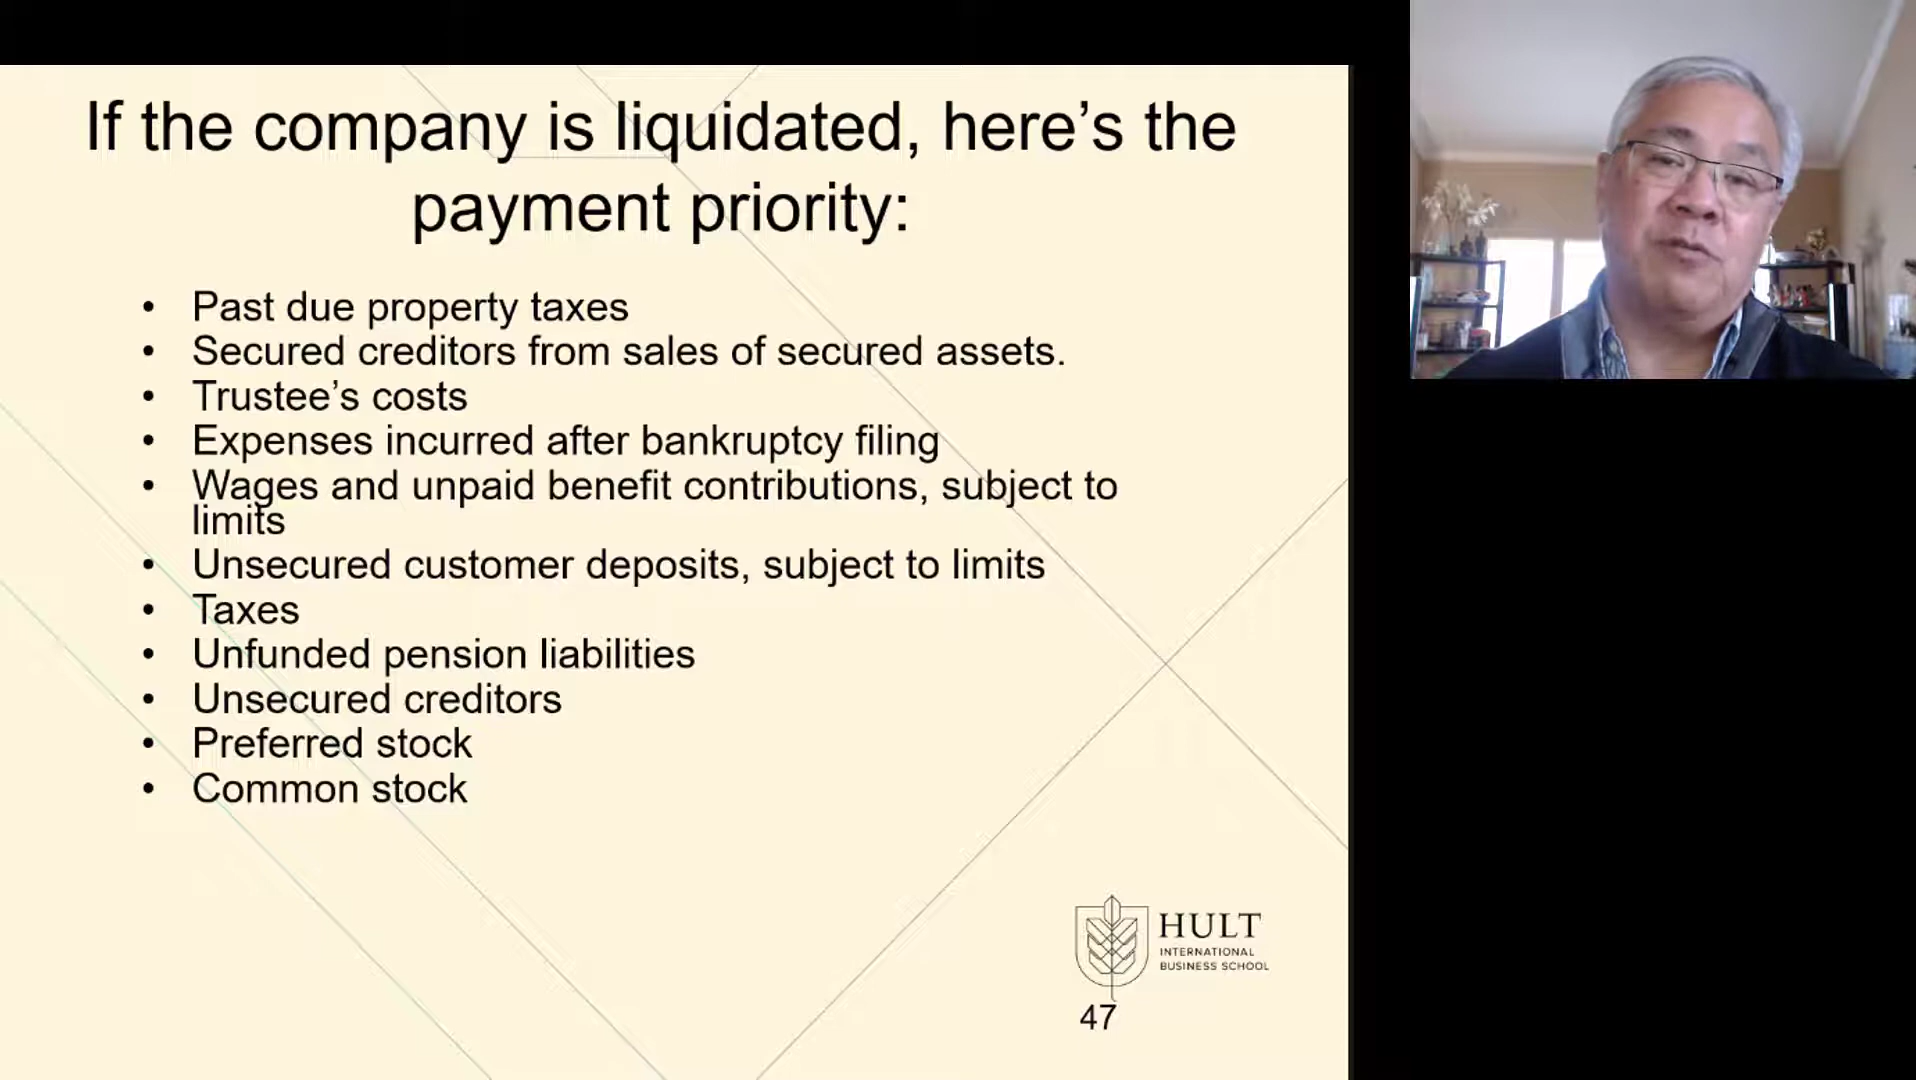 If the company is liquidated, here’s the
payment priority:
• Past due property taxes
• Secured creditors from sales of secured assets.
• Trustee’s costs
• Expenses incurred after bankruptcy filing
• Wages and unpaid benefit contributions, subject to
limits
• Unsecured customer deposits, subject to limits
• Taxes
• Unfunded pension liabilities
• Unsecured creditors
• Preferred stock
• Common stock
HULT
INTERNATIONAL
BUSINESS SCHOOL
47